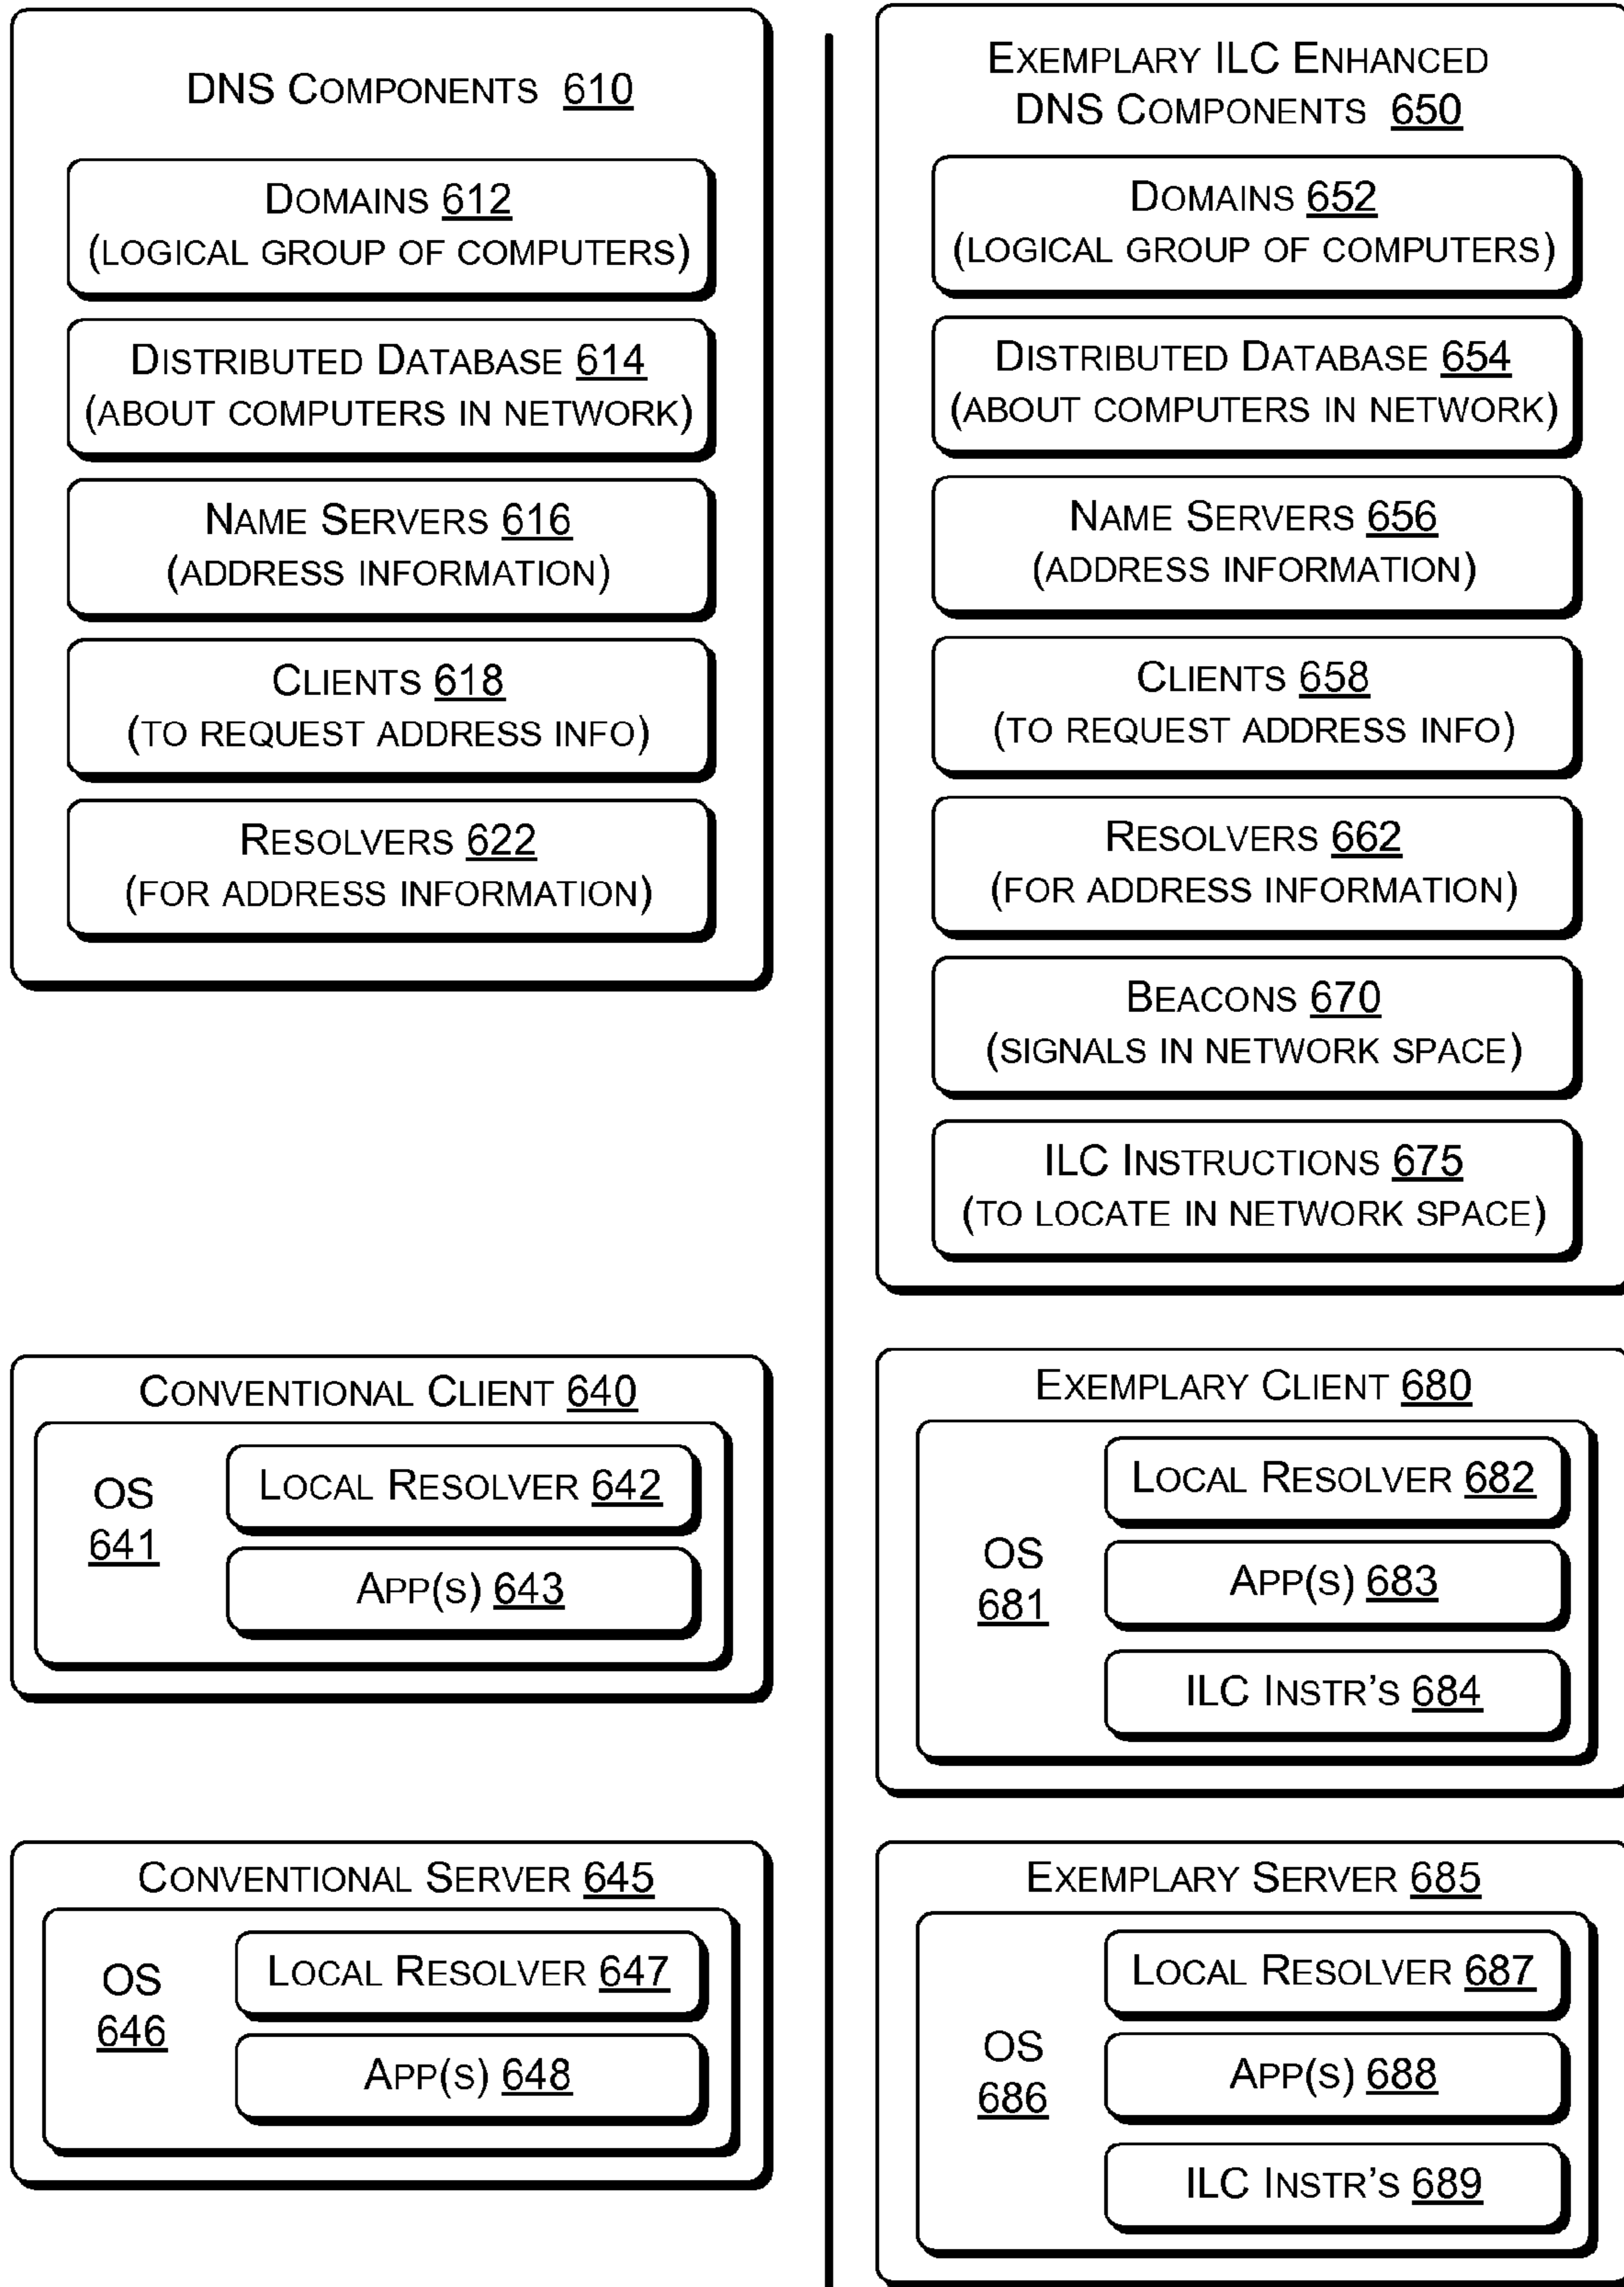 DNS COMPONENTS 610
DOMAINS 612
(LOGICAL GROUP OF COMPUTERS)
DISTRIBUTED DATABASE 614
(ABOUT COMPUTERS IN NETWORK)
NAME SERVERS 616
(ADDRESS INFORMATION)
CLIENTS 618
(TO REQUEST ADDRESS INFO)
RESOLVERS 622
(FOR ADDRESS INFORMATION)
CONVENTIONAL CLIENT 640
OS
641
LOCAL RESOLVER 642
APP(S) 643
CONVENTIONAL SERVER 645
OS
646
LOCAL RESOLVER 647
APP(S) 648
EXEMPLARY ILC ENHANCED
DNS COMPONENTS 650
DOMAINS 652
(LOGICAL GROUP OF COMPUTERS)
DISTRIBUTED DATABASE 654
(ABOUT COMPUTERS IN NETWORK)
NAME SERVERS 656
(ADDRESS INFORMATION)
CLIENTS 658
(TO REQUEST ADDRESS INFO)
RESOLVERS 662
(FOR ADDRESS INFORMATION)
BEACONS 670
(SIGNALS IN NETWORK SPACE)
ILC INSTRUCTIONS 675
(TO LOCATE IN NETWORK SPACE)
EXEMPLARY CLIENT 680
OS
681
LOCAL RESOLVER 682
APP(S) 683
ILC INSTR'S 684
EXEMPLARY SERVER 685
OS
686
LOCAL RESOLVER 687
APP(S) 688
ILC INSTR'S 689